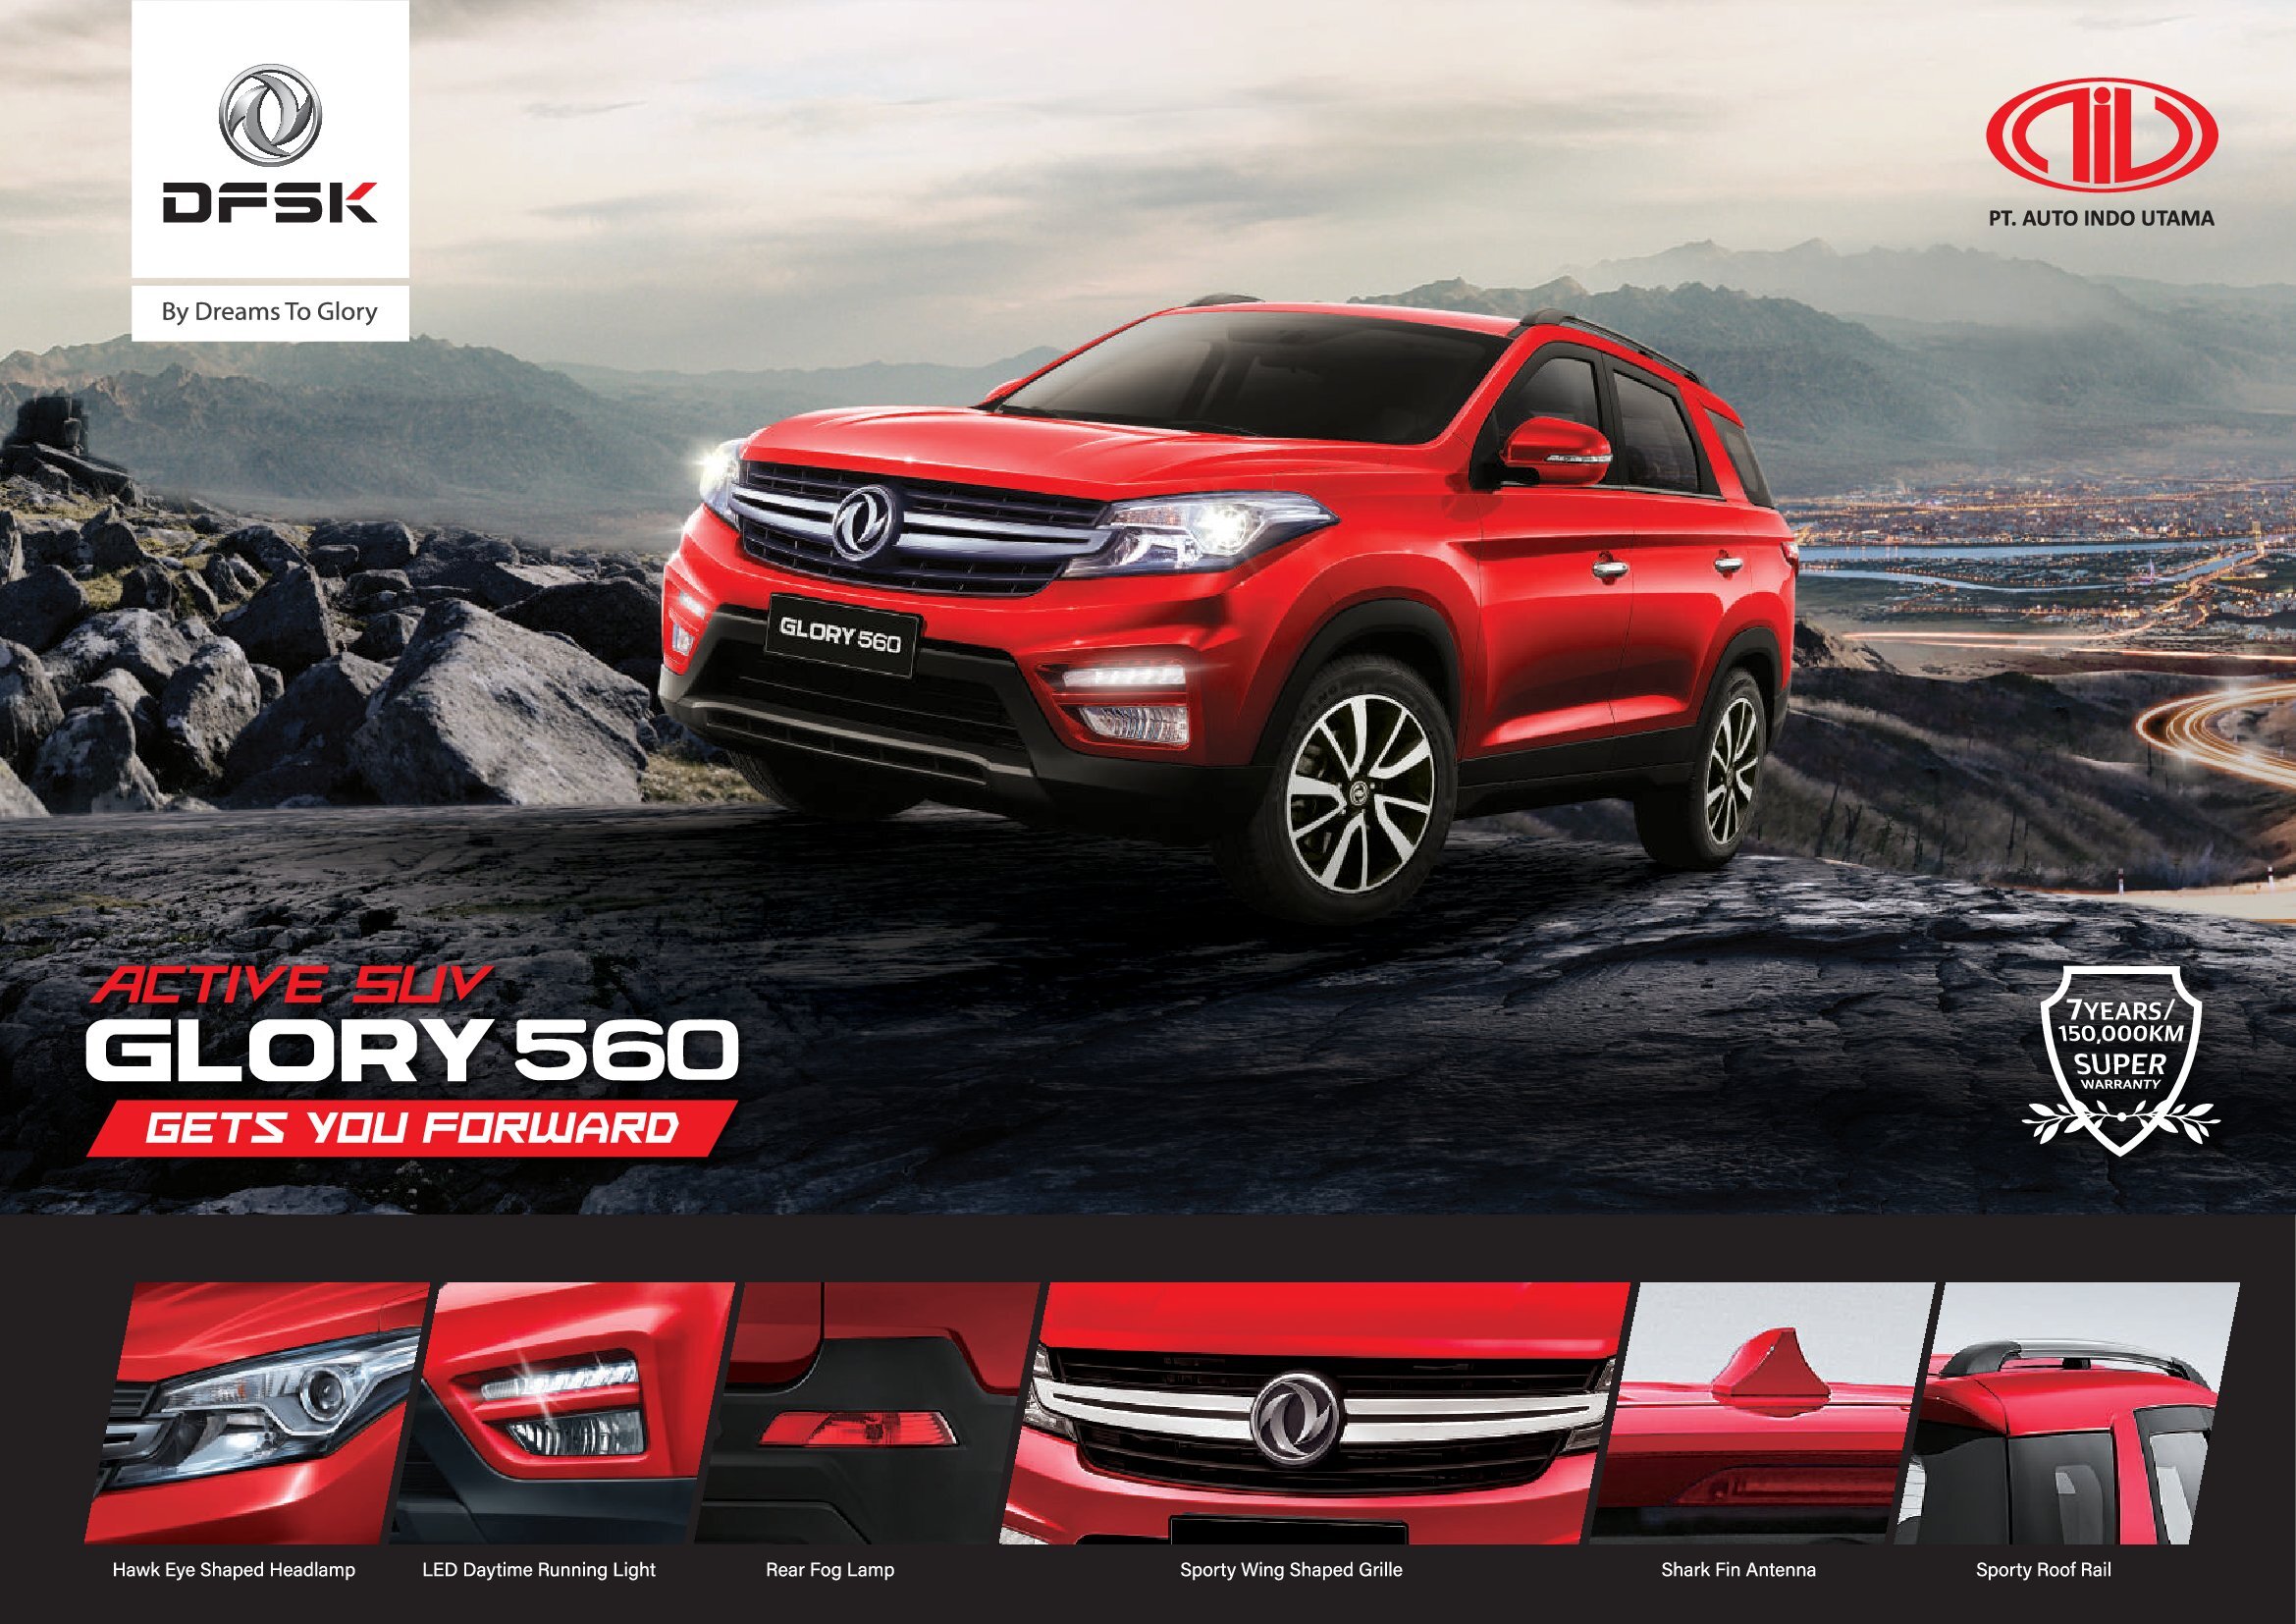 DFSK
By Dreams To Glory
AIU
PT. AUTO INDO UTAMA
GLORY 560
ACTIVE SUV
GLORY 560
GETS YOU FORWARD
7YEARS/
150,000KM
SUPER
WARRANTY
Hawk Eye Shaped Headlamp
LED Daytime Running Light
Rear Fog Lamp
Sporty Wing Shaped Grille
Shark Fin Antenna
Sporty Roof Rail